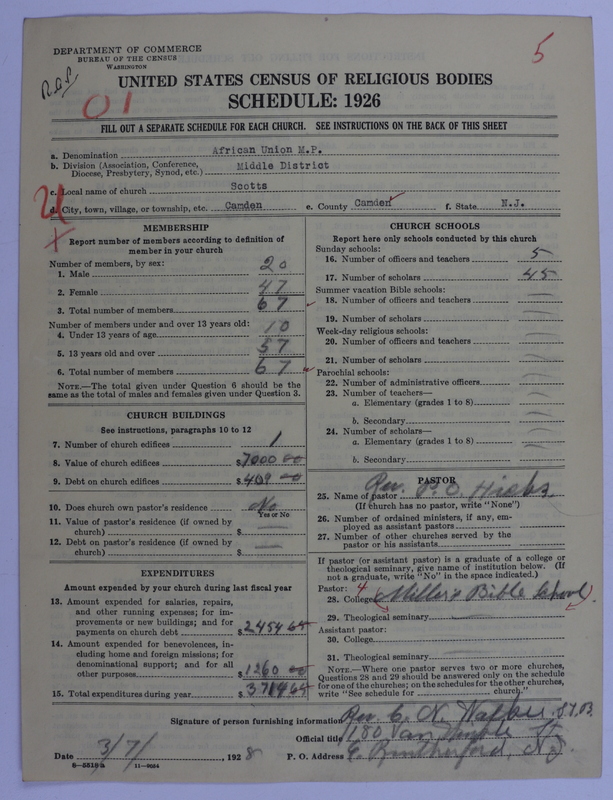 DEPARTMENT OF COMMERCE
BUREAU OF THE CENSUS
WASHINGTON
5
01
UNITED STATES CENSUS OF RELIGIOUS BODIES
SCHEDULE: 1926
FILL OUT A SEPARATE SCHEDULE FOR EACH CHURCH. SEE INSTRUCTIONS ON THE BACK OF THIS SHEET
a. Denomination African Union M.P.
b. Division (Association, Conference, Diocese, Presbytery, Synod, etc.) Middle District
c. Local name of church Scotts
d. City, town, village, or township, etc. Camden e. County Camden f. State N.J.
MEMBERSHIP
Report number of members according to definition of
member in your church
Number of members, by sex:
1. Male 20
2. Female 47
3. Total number of members 67
Number of members under and over 13 years old:
4. Under 13 years of age 10
5. 13 years old and over 57
6. Total number of members 67
NOTE.—The total given under Question 6 should be
same as the total of males and females given under Question 3.
CHURCH BUILDINGS
See instructions, paragraphs 10 to 12
7. Number of church edifices 1
8. Value of church edifices $7000 00
9. Debt on church edifices $409 00
10. Does church own pastor's residence No
Yes or No
11. Value of pastor's residence (if owned by
church) $
12. Debt on pastor's residence (if owned by
church) $
EXPENDITURES
Amount expended by your church during last fiscal year
13. Amount expended for salaries, repairs,
and other running expenses; for im-
provements or new buildings; and for
payments on church debt $2454 65
14. Amount expended for benevolences, in-
cluding home and foreign missions; for
denominational support; and for all
other purposes $1260 00
15. Total expenditures during year $3714 65
CHURCH SCHOOLS
Report here only schools conducted by this church
Sunday schools:
16. Number of officers and teachers 5
17. Number of scholars 45
Summer vacation Bible schools:
18. Number of officers and teachers
19. Number of scholars
Week-day religious schools:
20. Number of officers and teachers
21. Number of scholars
Parochial schools:
22. Number of administrative officers
23. Number of teachers—
a. Elementary (grades 1 to 8)
b. Secondary
24. Number of scholars—
a. Elementary (grades 1 to 8)
b. Secondary
PASTOR
25. Name of pastor Rev. P. O. Hicks
(If church has no pastor, write "None")
26. Number of ordained ministers, if any, em-
ployed as assistant pastors
27. Number of other churches served by the
pastor or his assistants
If pastor (or assistant pastor) is a graduate of a college or
theological seminary, give name of institution below. (If
not a graduate, write "No" in the space indicated.)
Pastor: 4
28. College Miller's Bible School
29. Theological seminary
Assistant pastor:
30. College
31. Theological seminary
NOTE.—Where one pastor serves two or more churches,
Questions 28 and 29 should be answered only on the schedule
for one of the churches; on the schedules for the other churches,
write "See schedule for church."
Signature of person furnishing information Rev. C. N.
Official title 180 Van
Date 3/7/, 1928 P. O. Address E. Rutherford, N.J.
8-5518 a 11-9054